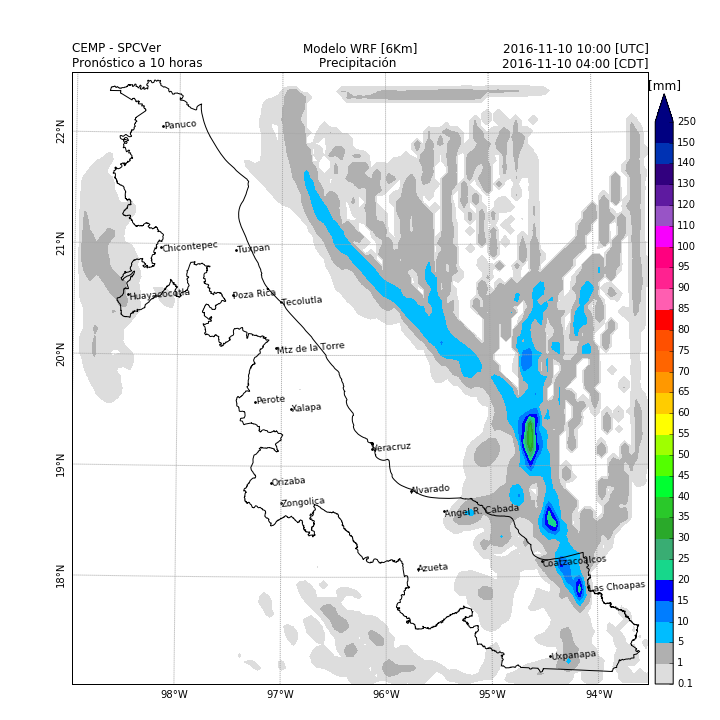 CEMP - SPCVer
Modelo WRF [6Km]
2016-11-10 10:00 [UTC]
Pronóstico a 10 horas
Precipitación
2016-11-10 04:00 [CDT]
[mm]
250
150
140
130
120
110
100
95
90
85
80
75
70
65
60
55
50
45
40
35
30
25
20
15
10
5
1
0.1
22°N
21°N
20°N
19°N
18°N
98°W
97°W
96°W
95°W
94°W
Panuco
Chicontepec
Tuxpan
Huayacocotla
Poza Rica
Tecolutla
Mtz de la Torre
Perote
Xalapa
Veracruz
Orizaba
Alvarado
Zongolica
Angel R. Cabada
Azueta
Coatzacoalcos
Las Choapas
Uxpanapa